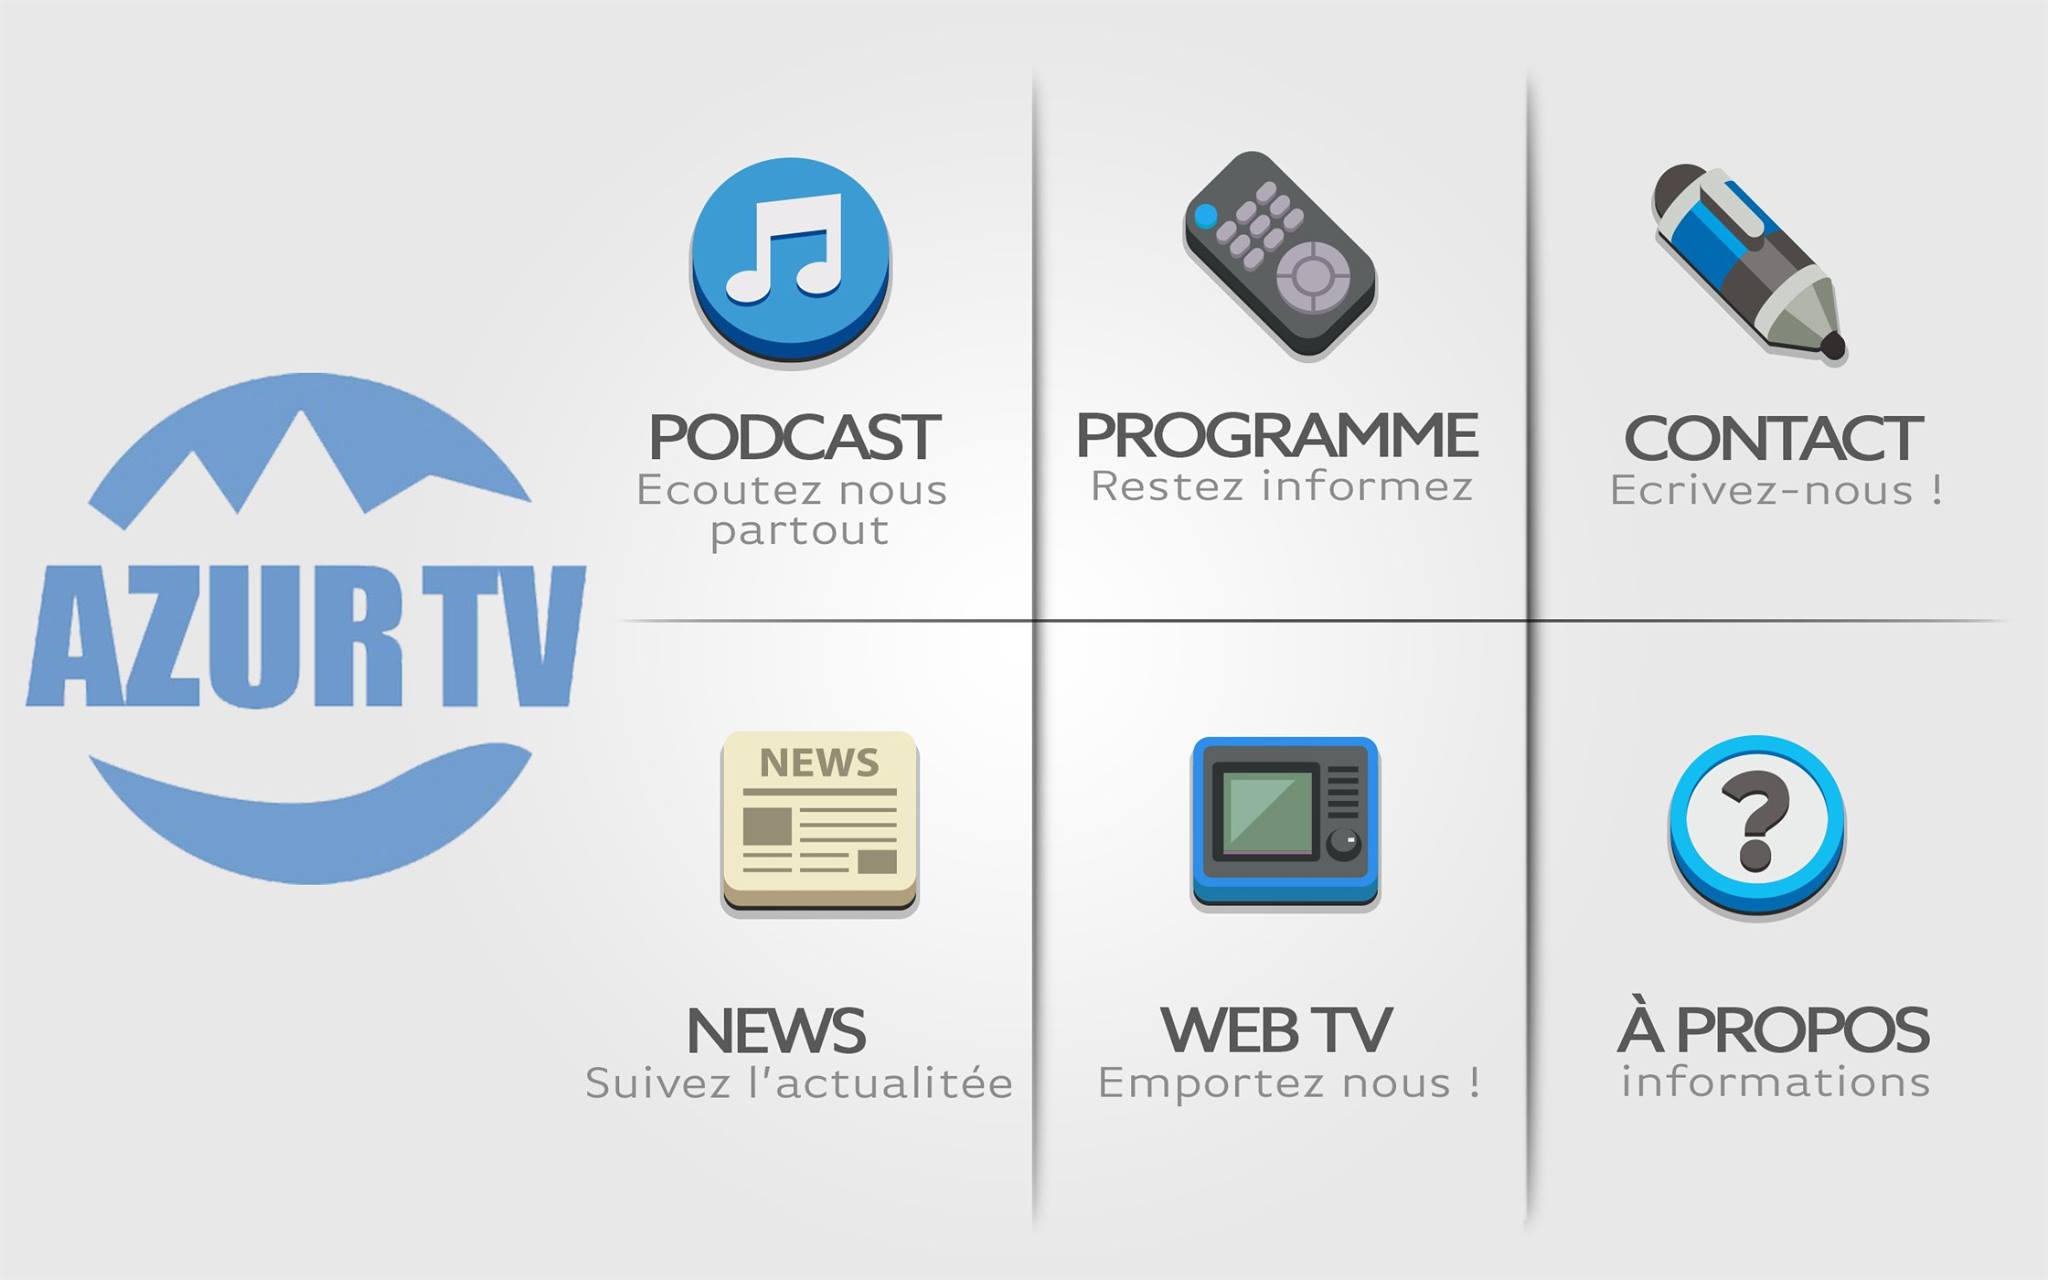 AZUR TV
PODCAST
Ecoutez nous
partout
PROGRAMME
Restez informez
CONTACT
Ecrivez-nous !
NEWS
NEWS
Suivez l'actualitée
WEB TV
Emportez nous !
À PROPOS
informations